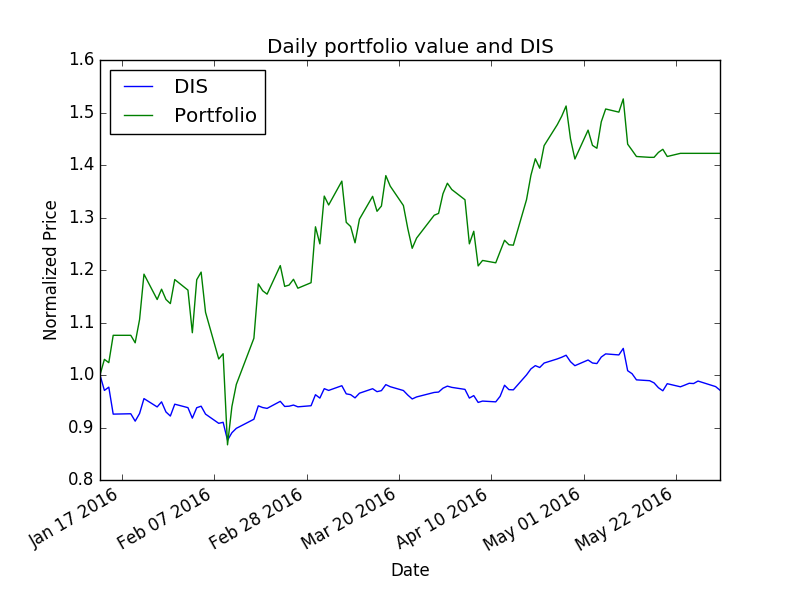 Daily portfolio value and DIS
1.6
1.5
1.4
1.3
1.2
1.1
1.0
0.9
0.8
Normalized Price
DIS
Portfolio
Jan 17 2016
Feb 07 2016
Feb 28 2016
Mar 20 2016
Apr 10 2016
May 01 2016
May 22 2016
Date